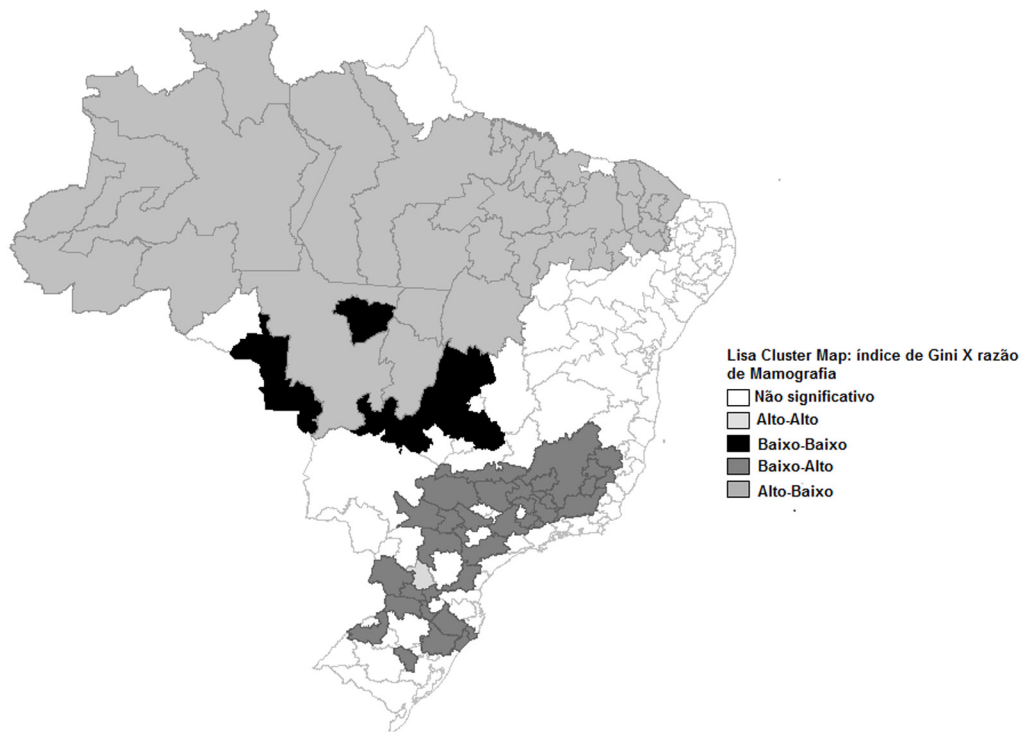 Lisa Cluster Map: índice de Gini X razão
de Mamografia
Não significativo
Alto-Alto
Baixo-Baixo
Baixo-Alto
Alto-Baixo